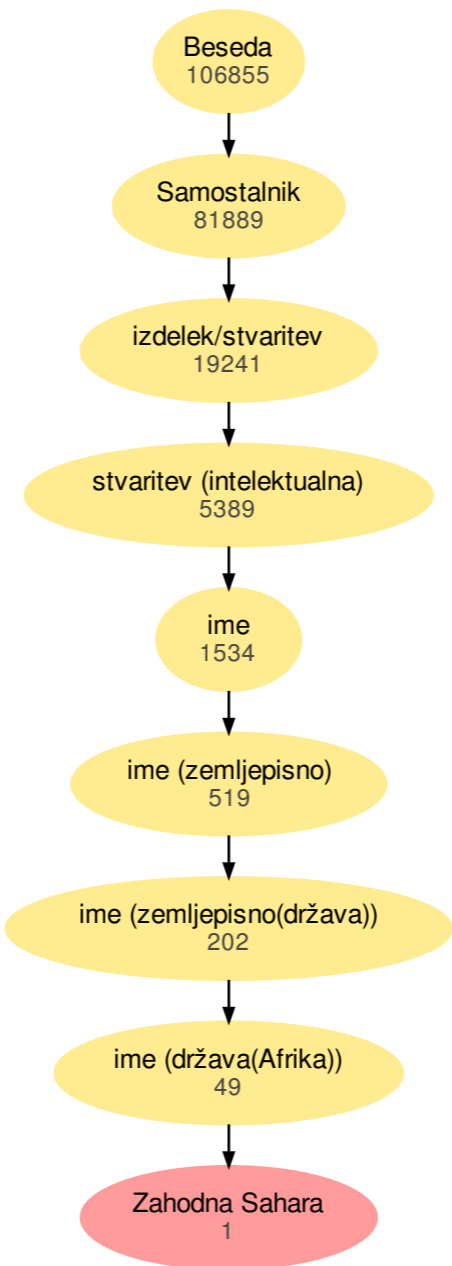 Beseda
106855
Samostalnik
81889
izdelek/stvaritev
19241
stvaritev (intelektualna)
5389
ime
1534
ime (zemljepisno)
519
ime (zemljepisno(država))
202
ime (država(Afrika))
49
Zahodna Sahara
1